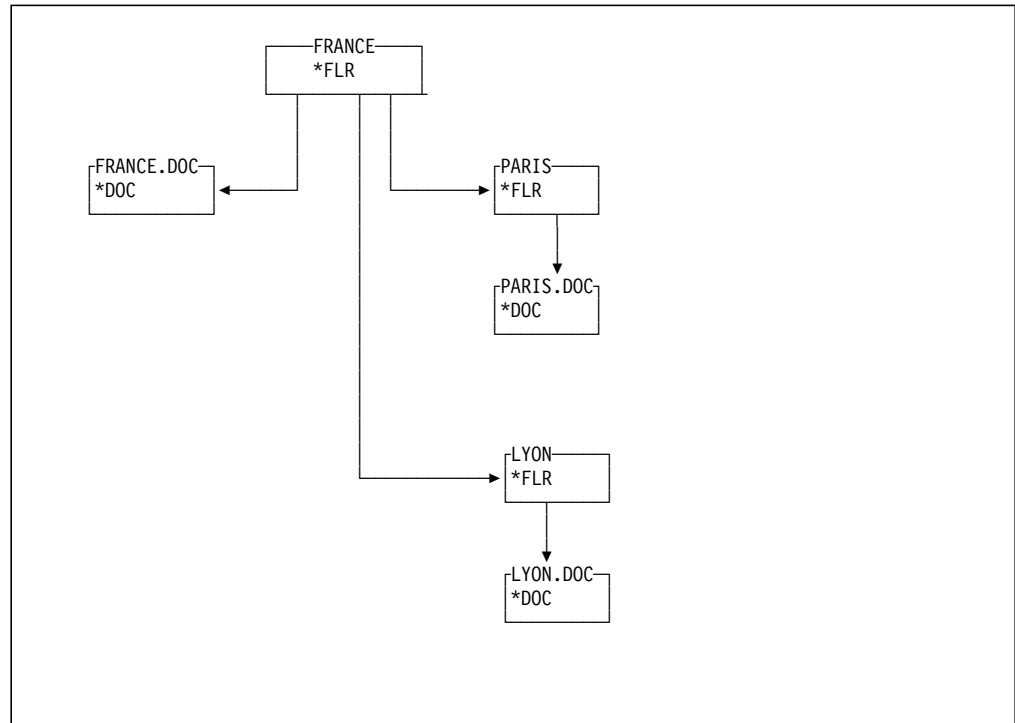 FRANCE
*FLR
FRANCE.DOC
*DOC
PARIS
*FLR
PARIS.DOC
*DOC
LYON
*FLR
LYON.DOC
*DOC